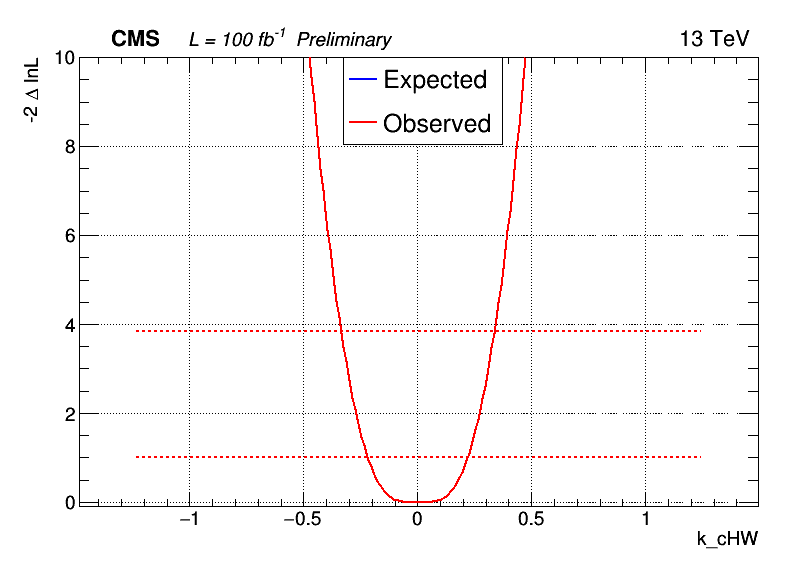 CMS L = 100 fb⁻¹ Preliminary 13 TeV
-2 Δ lnL
10
8
6
4
2
0
Expected
Observed
−1 −0.5 0 0.5 1
k_cHW